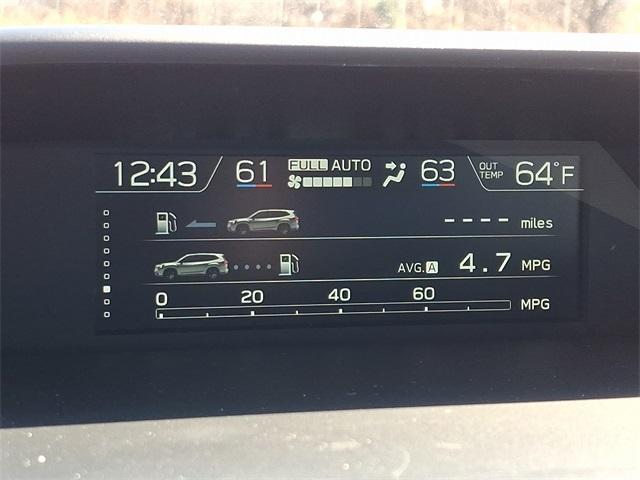 12:43 61 FULL AUTO 63 OUT TEMP 64°F
---- miles
AVG. A 4.7 MPG
0 20 40 60 MPG